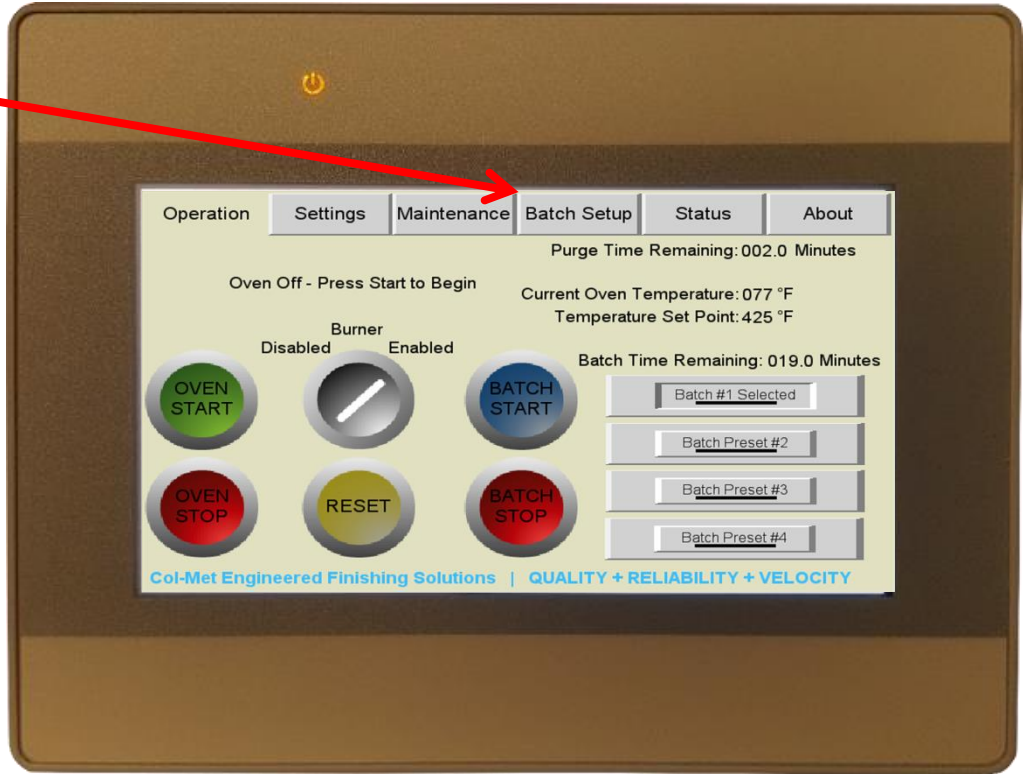 Operation Settings Maintenance Batch Setup Status About
Purge Time Remaining: 002.0 Minutes
Oven Off - Press Start to Begin
Current Oven Temperature: 077 °F
Temperature Set Point: 425 °F
Burner
Disabled Enabled
Batch Time Remaining: 019.0 Minutes
OVEN
START
BATCH
START
Batch #1 Selected
Batch Preset #2
OVEN
STOP
RESET
BATCH
STOP
Batch Preset #3
Batch Preset #4
Col-Met Engineered Finishing Solutions | QUALITY + RELIABILITY + VELOCITY